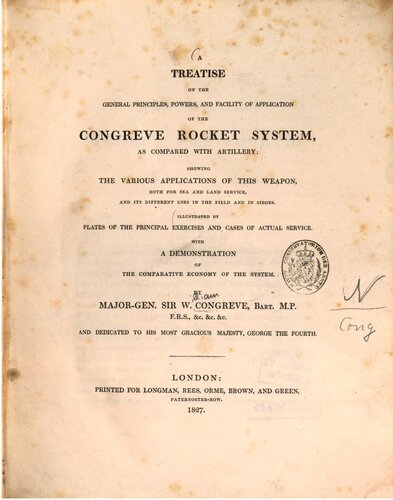 A
TREATISE
ON THE
GENERAL PRINCIPLES, POWERS, AND FACILITY OF APPLICATION
OF THE
CONGREVE ROCKET SYSTEM,
AS COMPARED WITH ARTILLERY:
SHOWING
THE VARIOUS APPLICATIONS OF THIS WEAPON,
BOTH FOR SEA AND LAND SERVICE,
AND ITS DIFFERENT USES IN THE FIELD AND IN SIEGES.
ILLUSTRATED BY
PLATES OF THE PRINCIPAL EXERCISES AND CASES OF ACTUAL SERVICE.
WITH
A DEMONSTRATION
OF
THE COMPARATIVE ECONOMY OF THE SYSTEM.
BY
MAJOR-GEN. SIR W. CONGREVE, BART. M.P.
F.R.S., &c. &c. &c.
AND DEDICATED TO HIS MOST GRACIOUS MAJESTY, GEORGE THE FOURTH.
N
Cong
LONDON:
PRINTED FOR LONGMAN, REES, ORME, BROWN, AND GREEN,
PATERNOSTER-ROW.
1827.